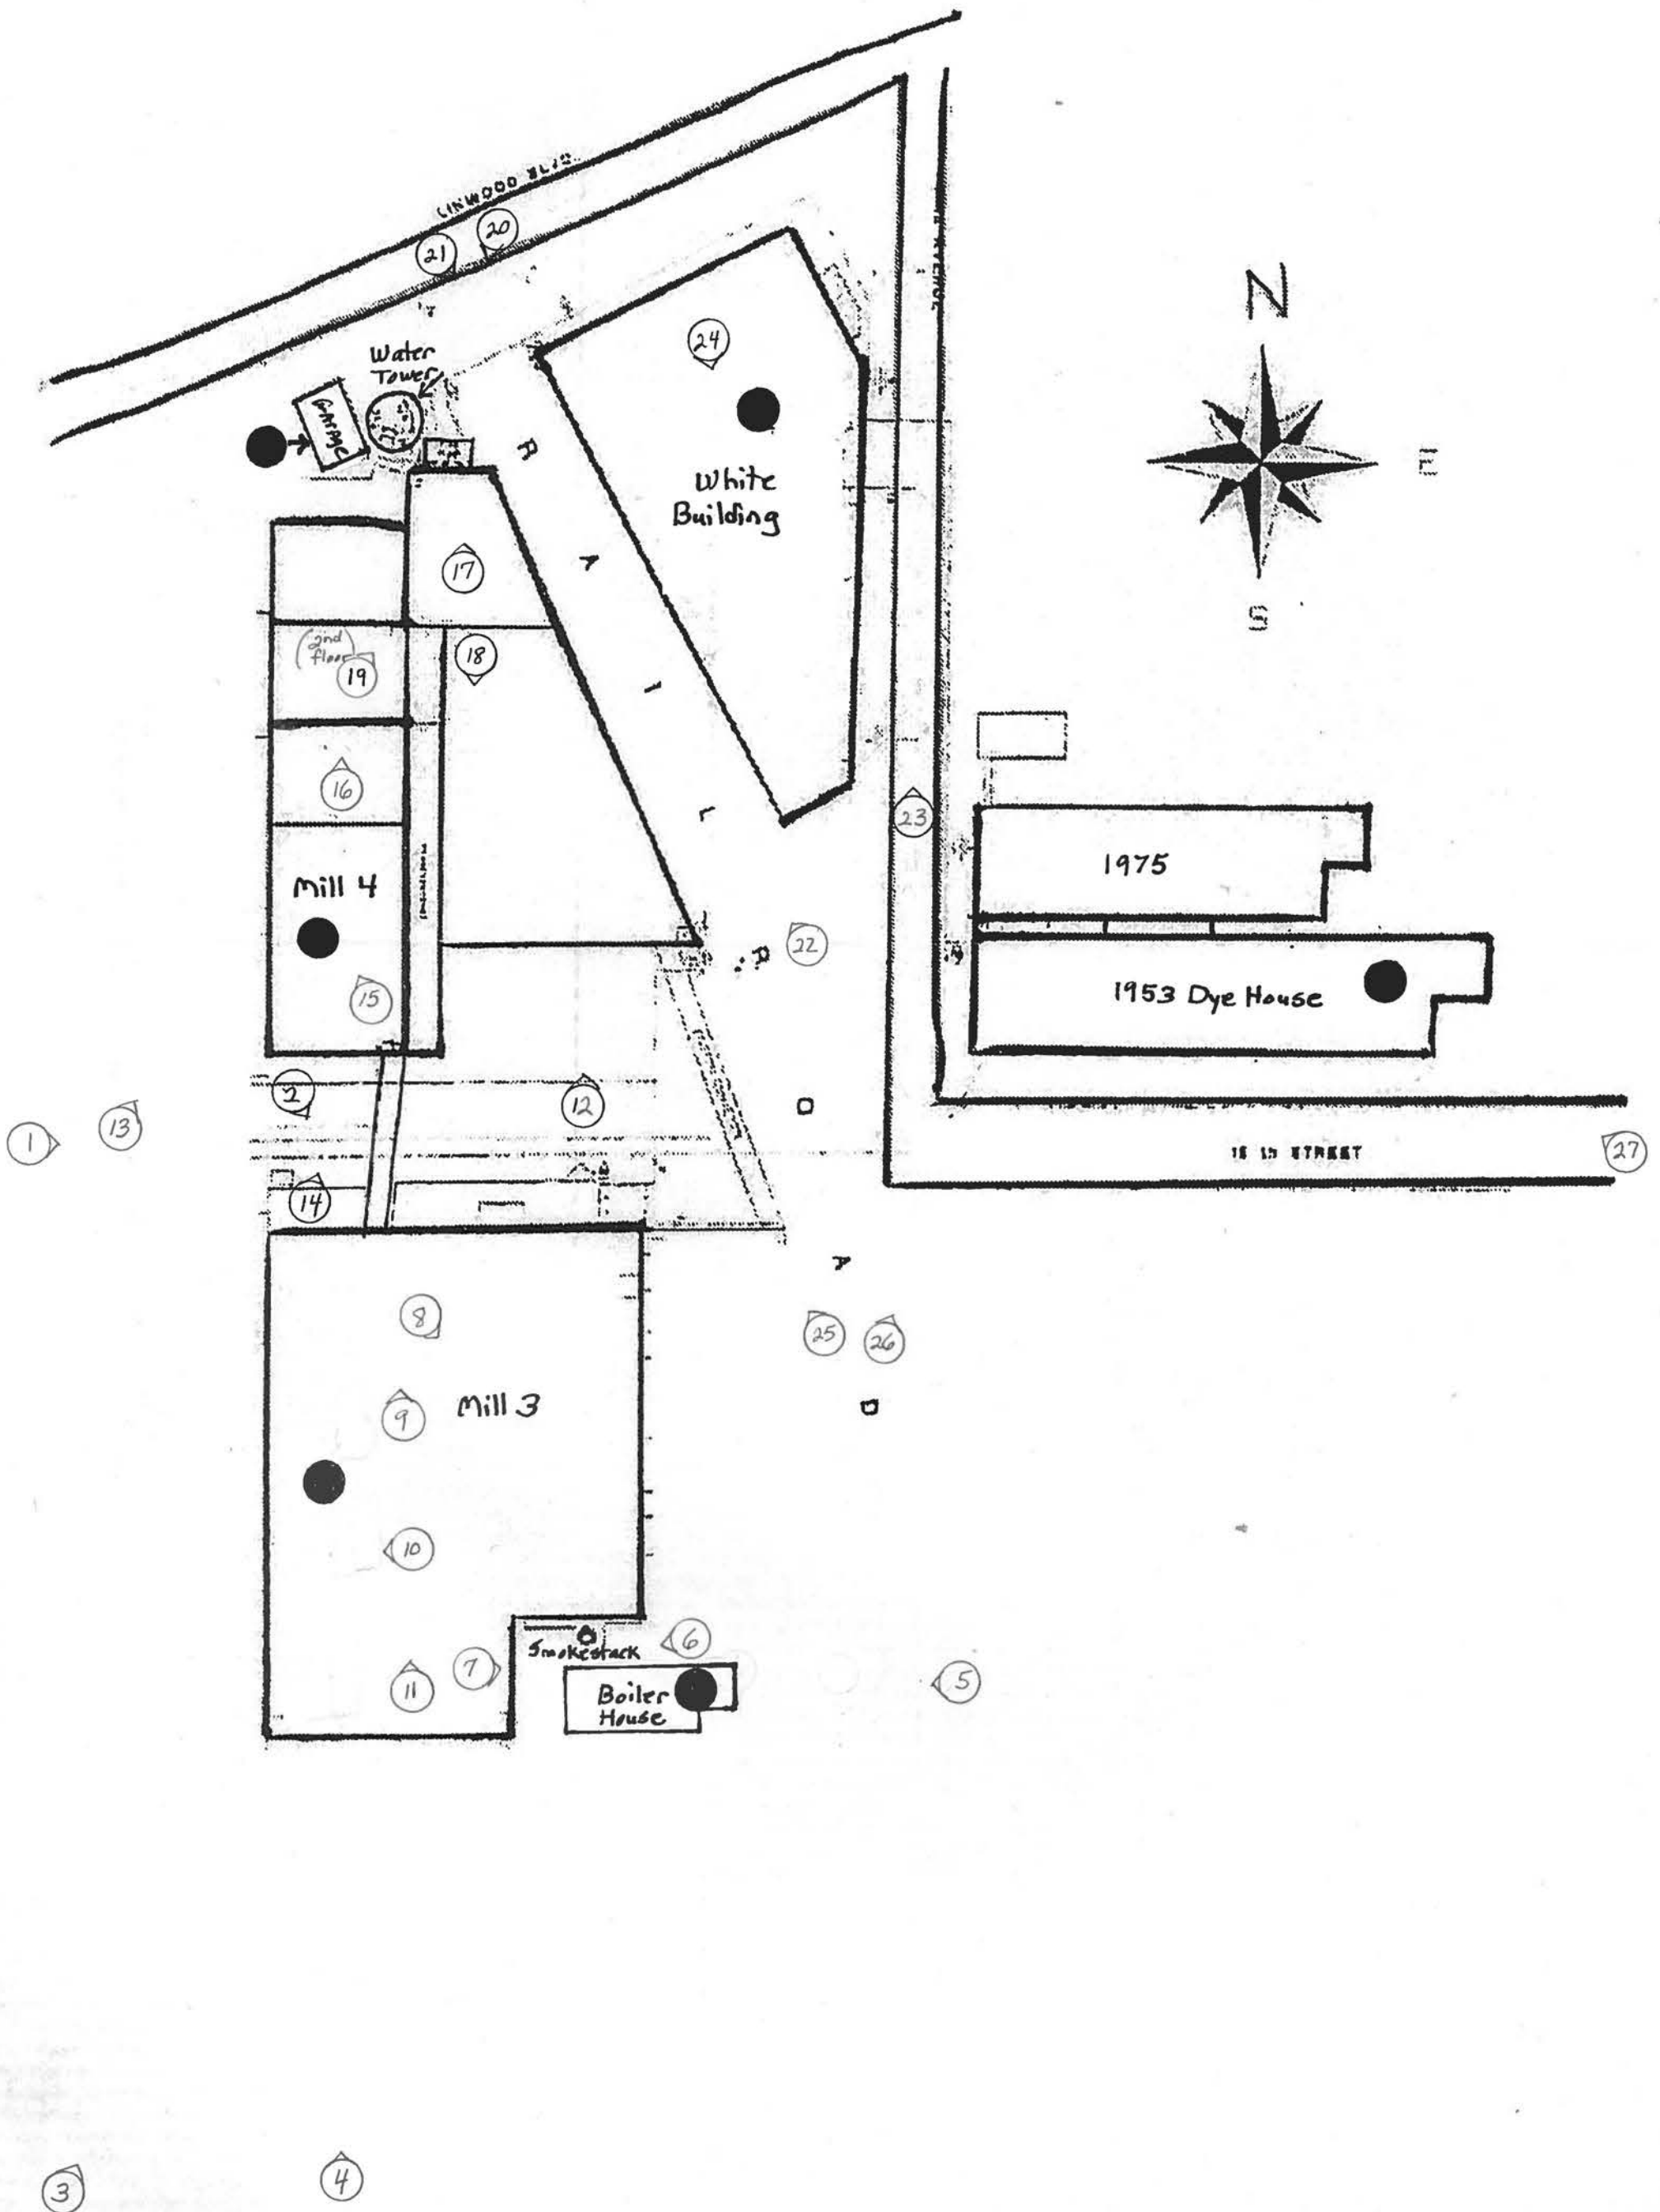 LINWOOD BLVD.
20
21
24
Water
Tower
GARAGE
White
Building
N
E
S
R
A
I
L
R
O
A
D
17
18
(2nd
floor)
19
16
Mill 4
15
23
22
1975
1953 Dye House
2
12
1
13
14
STREET
27
8
25
26
9
Mill 3
10
Smokestack
6
7
11
Boiler
House
5
3
4